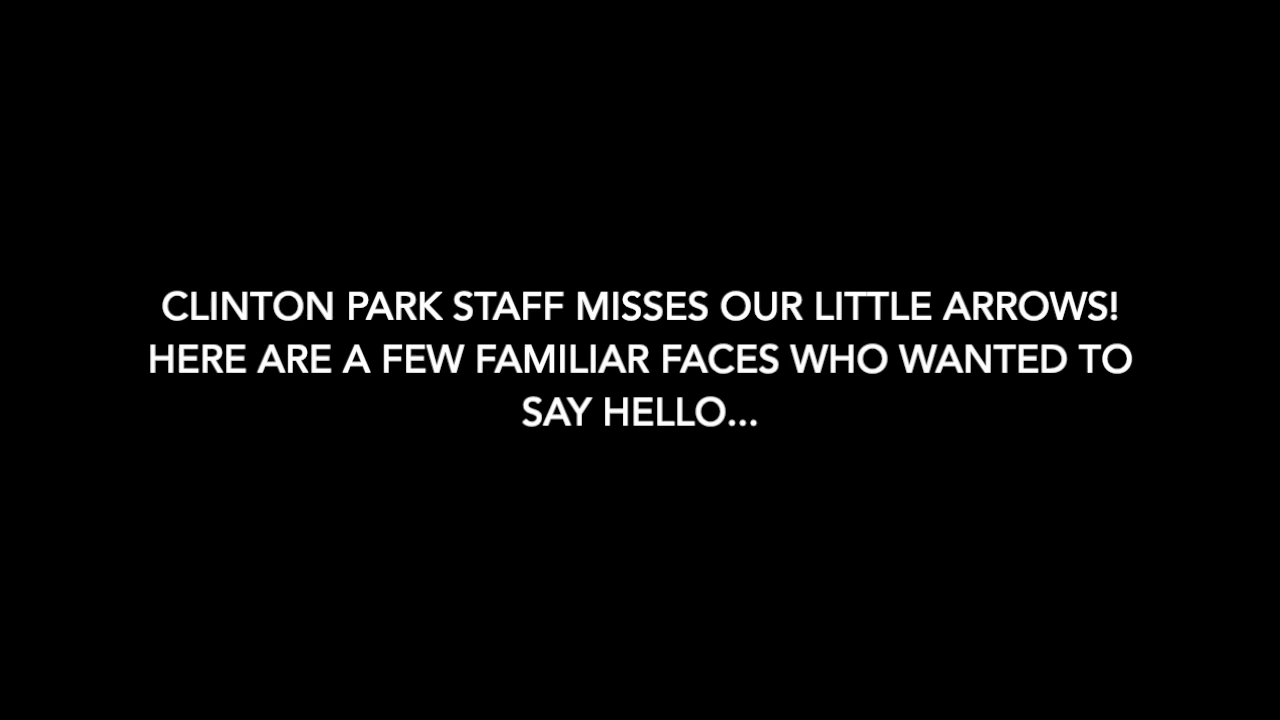 CLINTON PARK STAFF MISSES OUR LITTLE ARROWS!
HERE ARE A FEW FAMILIAR FACES WHO WANTED TO
SAY HELLO...